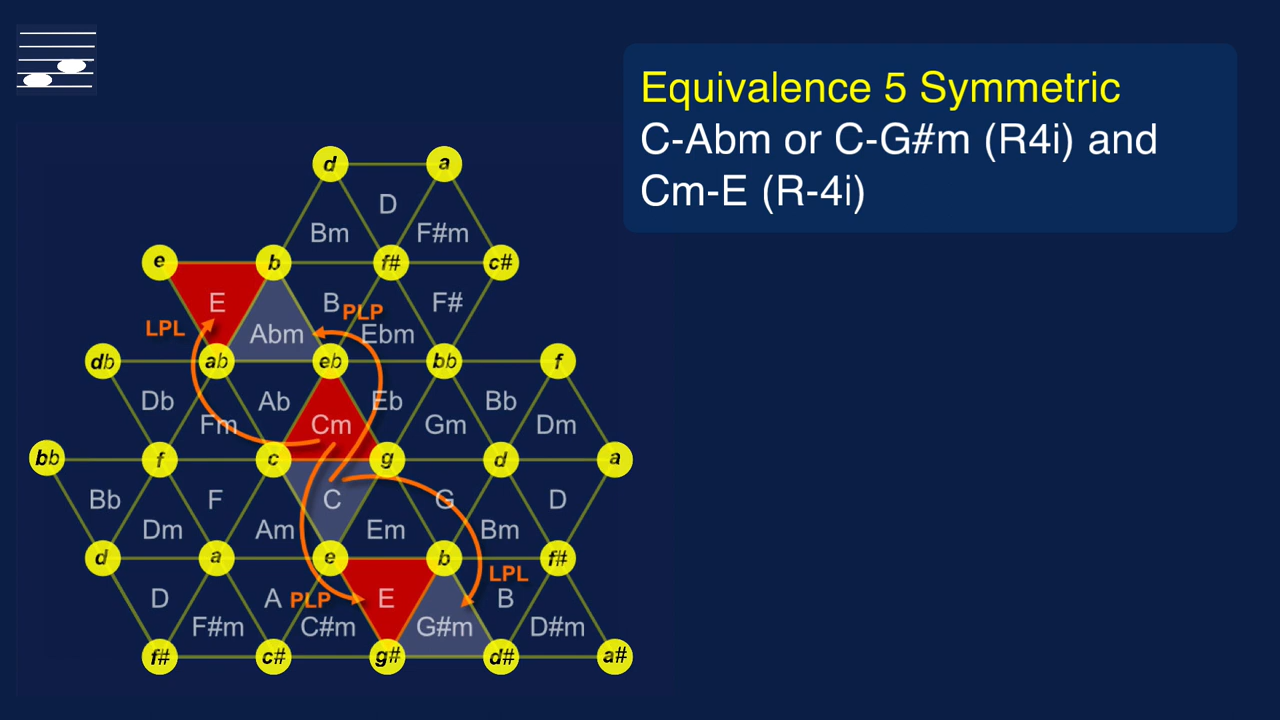 Equivalence 5 Symmetric
C-Abm or C-G#m (R4i) and
Cm-E (R-4i)
d a
D
Bm F#m
e b f# c#
E B F#
PLP
LPL Abm Ebm
db ab eb bb f
Db Ab Eb Bb
Fm Cm Gm Dm
bb f c g d a
Bb F C G D
Dm Am Em Bm
d a e b f#
LPL
D A PLP E B
F#m C#m G#m D#m
f# c# g# d# a#